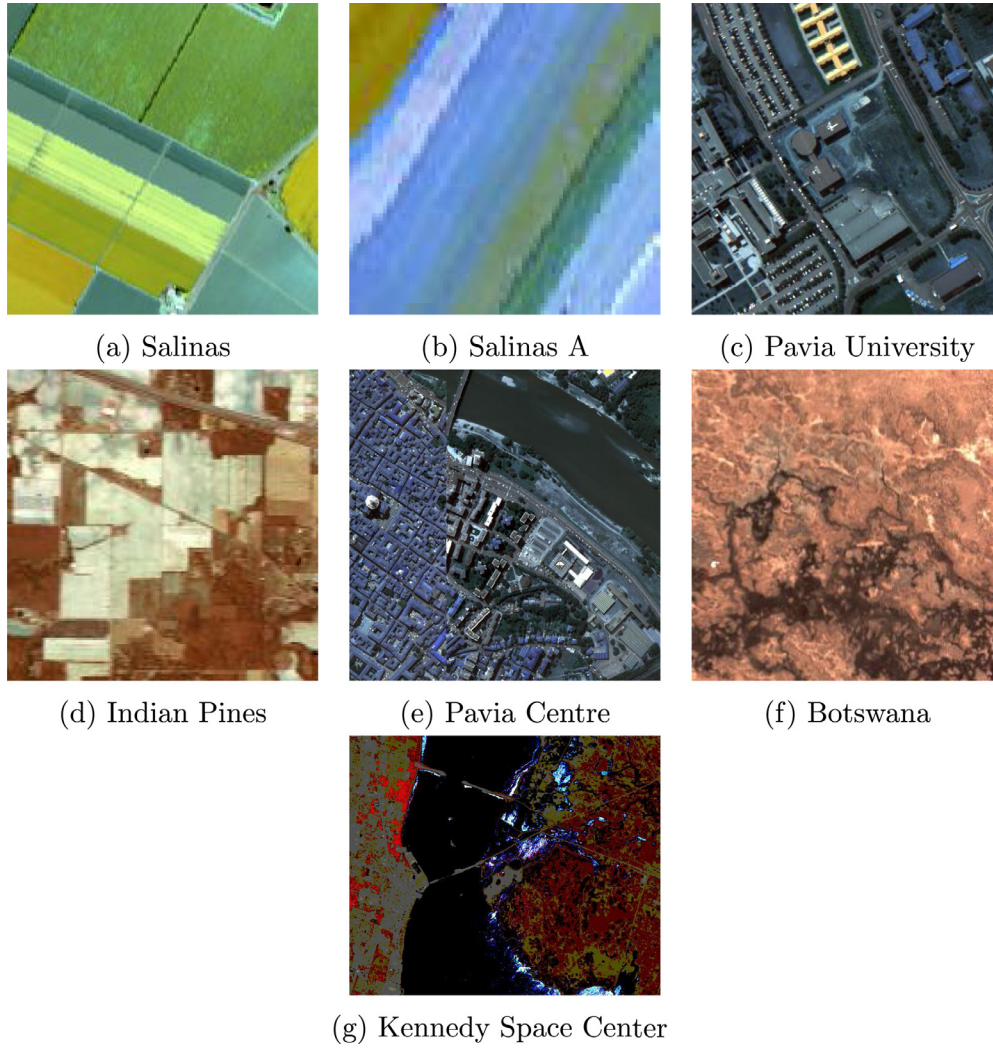 (a) Salinas
(b) Salinas A
(c) Pavia University
(d) Indian Pines
(e) Pavia Centre
(f) Botswana
(g) Kennedy Space Center